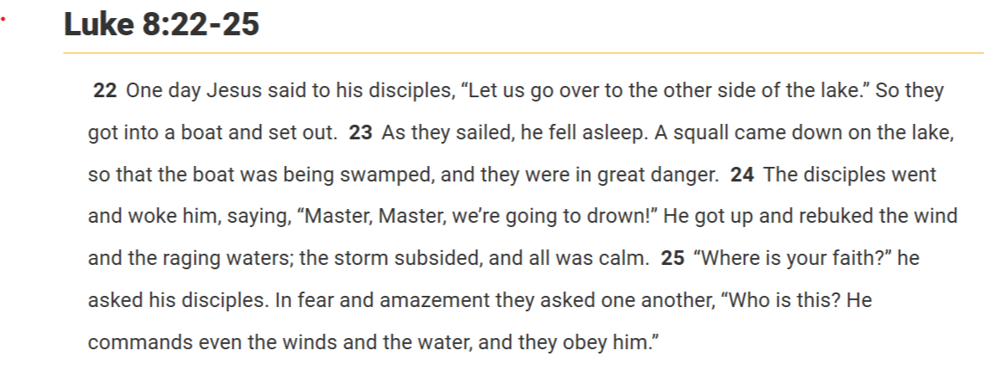 Luke 8:22-25
22 One day Jesus said to his disciples, “Let us go over to the other side of the lake.” So they
got into a boat and set out. 23 As they sailed, he fell asleep. A squall came down on the lake,
so that the boat was being swamped, and they were in great danger. 24 The disciples went
and woke him, saying, “Master, Master, we’re going to drown!” He got up and rebuked the wind
and the raging waters; the storm subsided, and all was calm. 25 “Where is your faith?” he
asked his disciples. In fear and amazement they asked one another, “Who is this? He
commands even the winds and the water, and they obey him.”